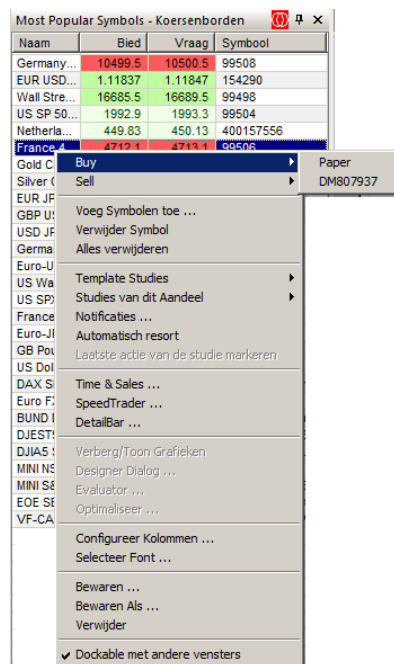 Most Popular Symbols - Koersenborden
Naam Bied Vraag Symbool
Germany... 10499.5 10500.5 99508
EUR USD... 1.11837 1.11847 154290
Wall Stre... 16685.5 16689.5 99498
US SP 50... 1992.9 1993.3 99504
Netherla... 449.83 450.13 400157556
France 4 4712.1 4713.1 99506
Gold C
Buy
Paper
Silver
Sell
DM807937
EUR JP
GBP US
Voeg Symbolen toe ...
USD JP
Verwijder Symbol
Germa
Alles verwijderen
Euro-U
US Wa
Template Studies
US SP
Studies van dit Aandeel
France
Notificaties ...
Euro-J
Automatisch resort
GB Pou
Laatste actie van de studie markeren
US Dol
DAX S
Time & Sales ...
Euro F
SpeedTrader ...
BUND
DetailBar ...
DJEST
DJIA5
Verberg/Toon Grafieken
MINI NS
Designer Dialog ...
MINI S&
Evaluator ...
EOE SE
Optimaliseer ...
VF-CA
Configureer Kolommen ...
Selecteer Font ...
Bewaren ...
Bewaren Als ...
Verwijder
Dockable met andere vensters